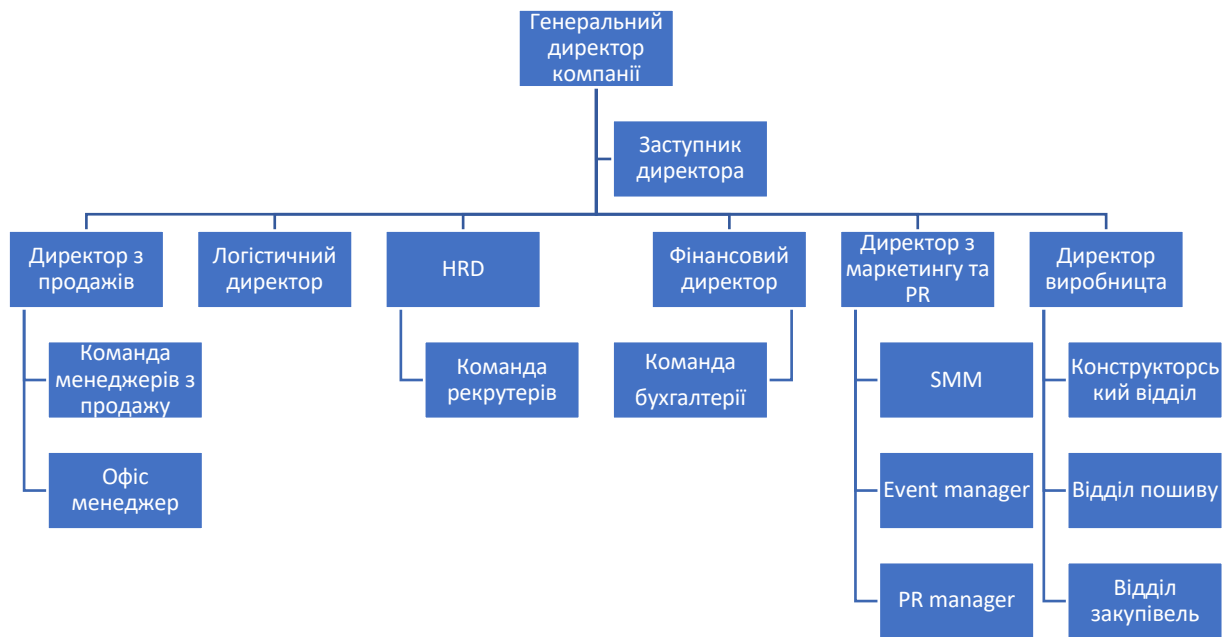 Генеральний
директор
компанії
Заступник
директора
Директор з
продажів
Логістичний
директор
HRD
Фінансовий
директор
Директор з
маркетингу та
PR
Директор
виробницта
Команда
менеджерів з
продажу
Команда
рекрутерів
Команда
бухгалтерії
SMM
Конструкторсь
кий відділ
Офіс
менеджер
Event manager
Відділ пошиву
PR manager
Відділ
закупівель